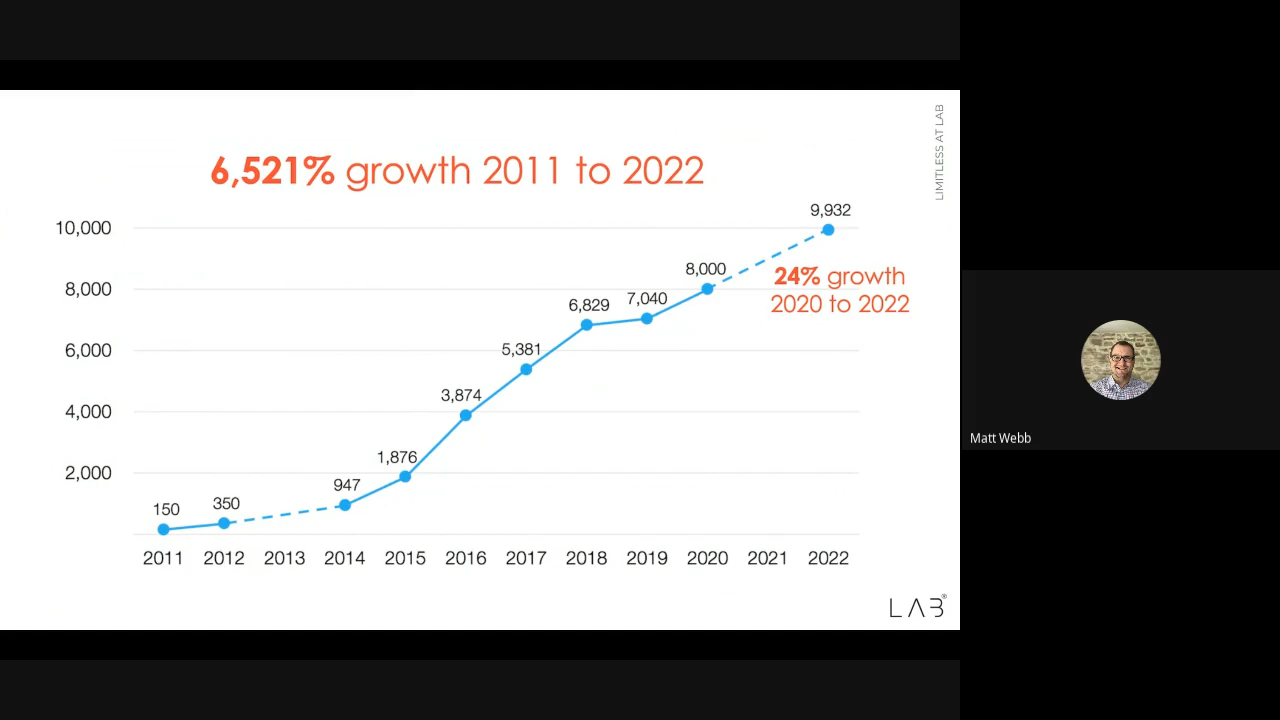 LIMITLESS AT LAB
6,521% growth 2011 to 2022
9,932
10,000
8,000
24% growth
2020 to 2022
8,000
7,040
6,829
6,000
5,381
3,874
4,000
1,876
2,000
947
350
150
2011 2012 2013 2014 2015 2016 2017 2018 2019 2020 2021 2022
LAB®
Matt Webb